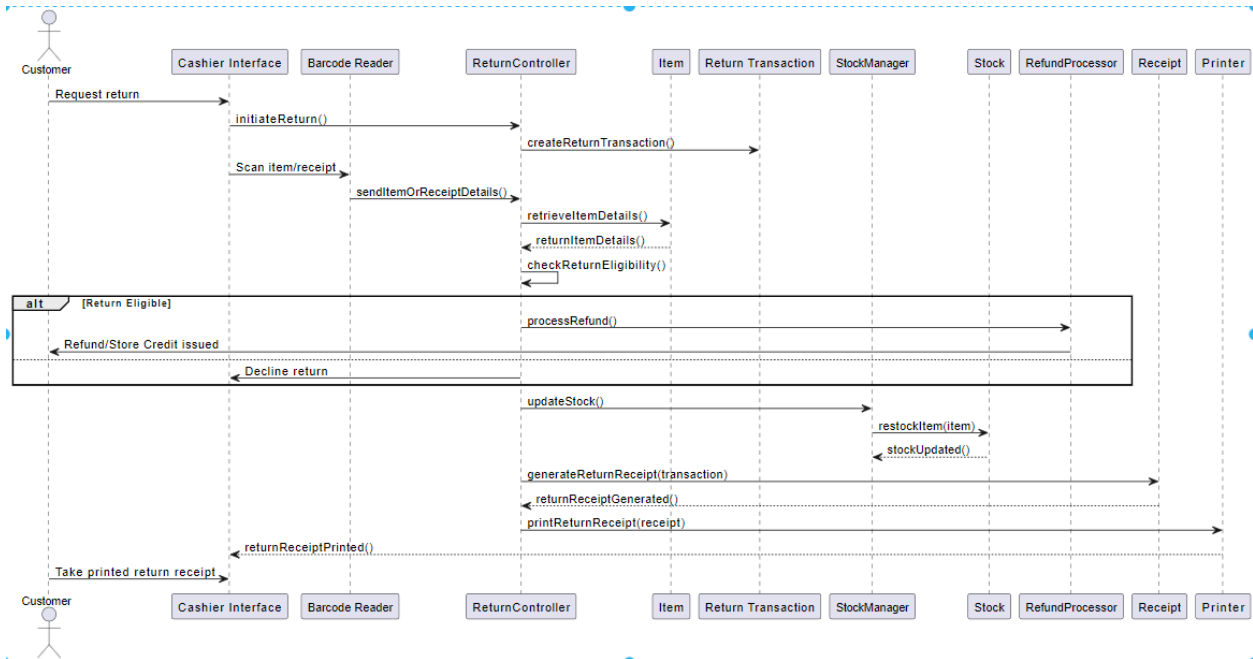 Customer
Cashier Interface
Barcode Reader
ReturnController
Item
Return Transaction
StockManager
Stock
RefundProcessor
Receipt
Printer
Request return
initiateReturn()
createReturnTransaction()
Scan item/receipt
sendItemOrReceiptDetails()
retrieveItemDetails()
returnItemDetails()
checkReturnEligibility()
alt
[Return Eligible]
processRefund()
Refund/Store Credit issued
Decline return
updateStock()
restockItem(item)
stockUpdated()
generateReturnReceipt(transaction)
returnReceiptGenerated()
printReturnReceipt(receipt)
returnReceiptPrinted()
Take printed return receipt
Customer
Cashier Interface
Barcode Reader
ReturnController
Item
Return Transaction
StockManager
Stock
RefundProcessor
Receipt
Printer